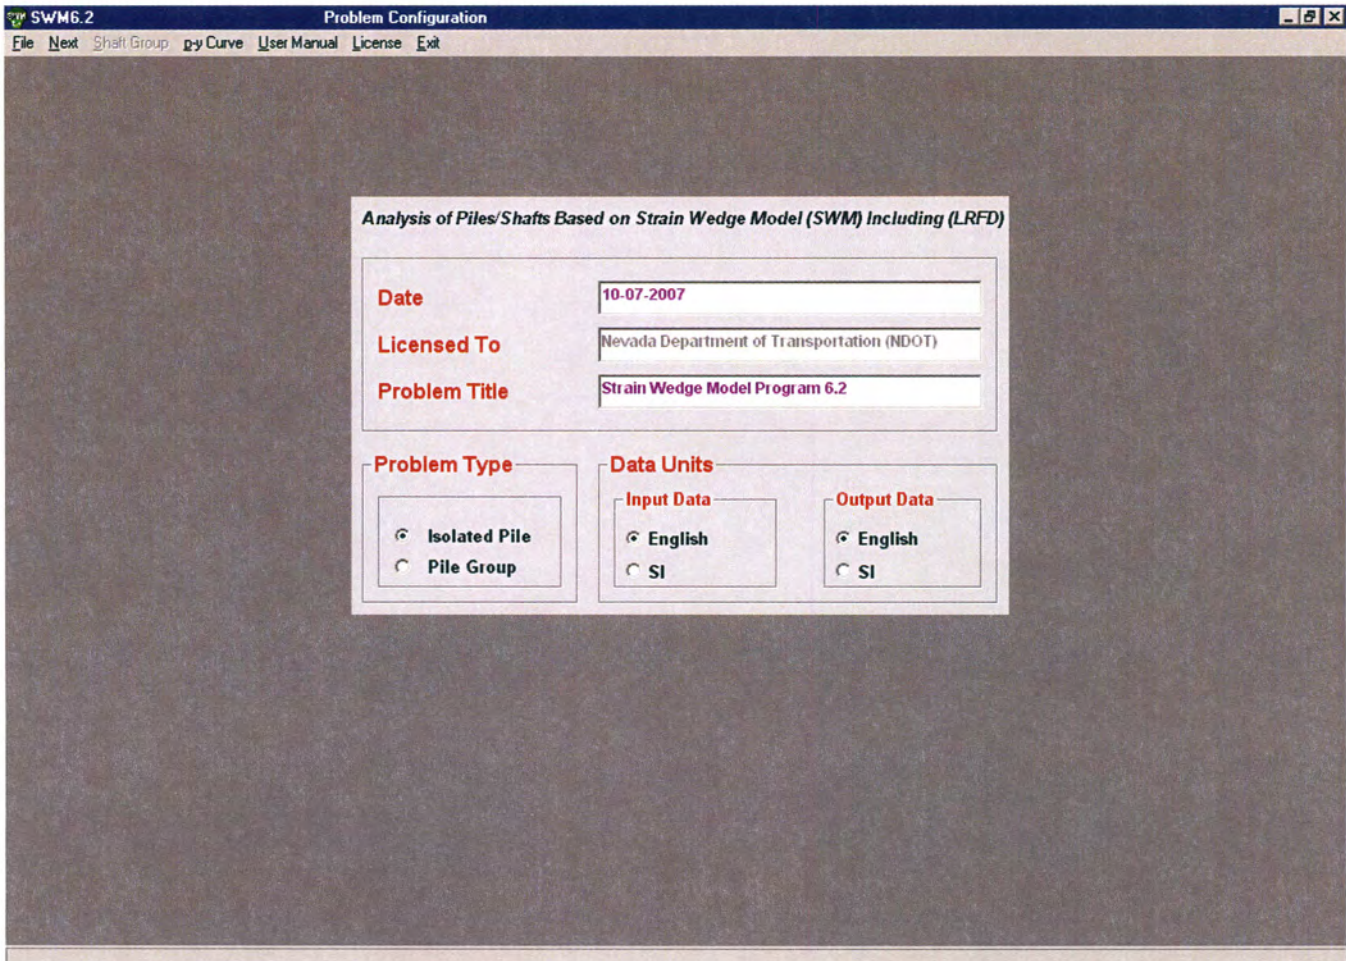 SWM6.2 Problem Configuration
File Next Shaft Group p-y Curve User Manual License Exit
Analysis of Piles/Shafts Based on Strain Wedge Model (SWM) Including (LRFD)
Date 10-07-2007
Licensed To Nevada Department of Transportation (NDOT)
Problem Title Strain Wedge Model Program 6.2
Problem Type Data Units
Input Data Output Data
Isolated Pile English English
Pile Group SI SI